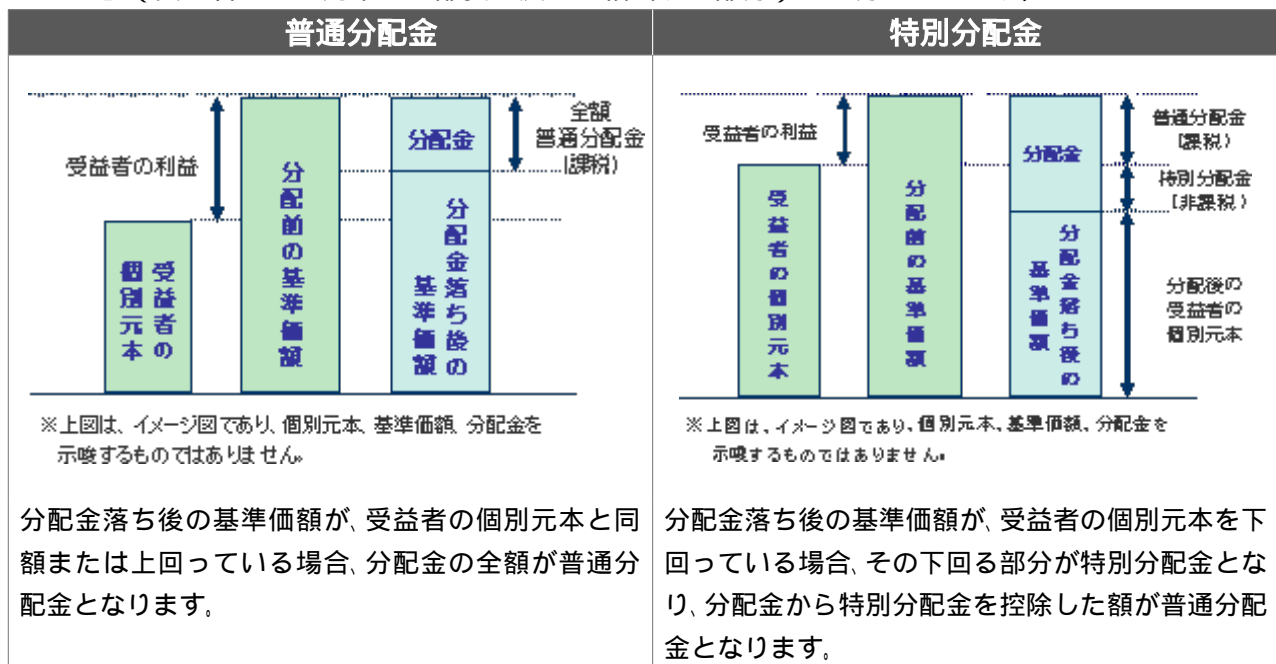 普通分配金
特別分配金
受益者の利益
全額
普通分配金
(課税)
分配金
分配前の基準価額
受益者の
個別元本
分配金落ち後の
基準価額
※上図は、イメージ図であり、個別元本、基準価額、分配金を
示唆するものではありません。
受益者の利益
普通分配金
(課税)
特別分配金
(非課税)
分配金
受益者の個別元本
分配前の基準価額
分配金落ち後の
基準価額
分配後の
受益者の
個別元本
※上図は、イメージ図であり、個別元本、基準価額、分配金を
示唆するものではありません。
分配金落ち後の基準価額が、受益者の個別元本と同
額または上回っている場合、分配金の全額が普通分
配金となります。
分配金落ち後の基準価額が、受益者の個別元本を下
回っている場合、その下回る部分が特別分配金とな
り、分配金から特別分配金を控除した額が普通分配
金となります。